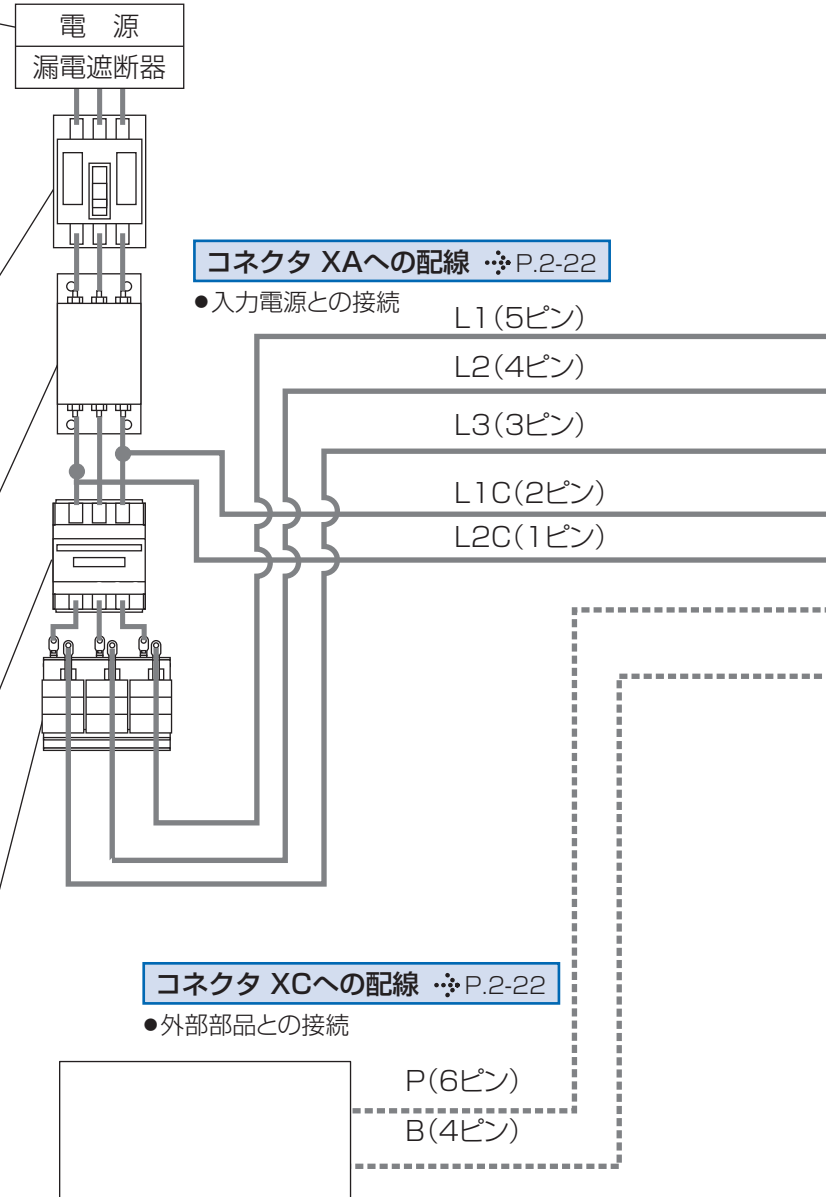 電　源
漏電遮断器
コネクタ XAへの配線 P.2-22
●入力電源との接続
L1(5ピン)
L2(4ピン)
L3(3ピン)
L1C(2ピン)
L2C(1ピン)
コネクタ XCへの配線 P.2-22
●外部部品との接続
P(6ピン)
B(4ピン)